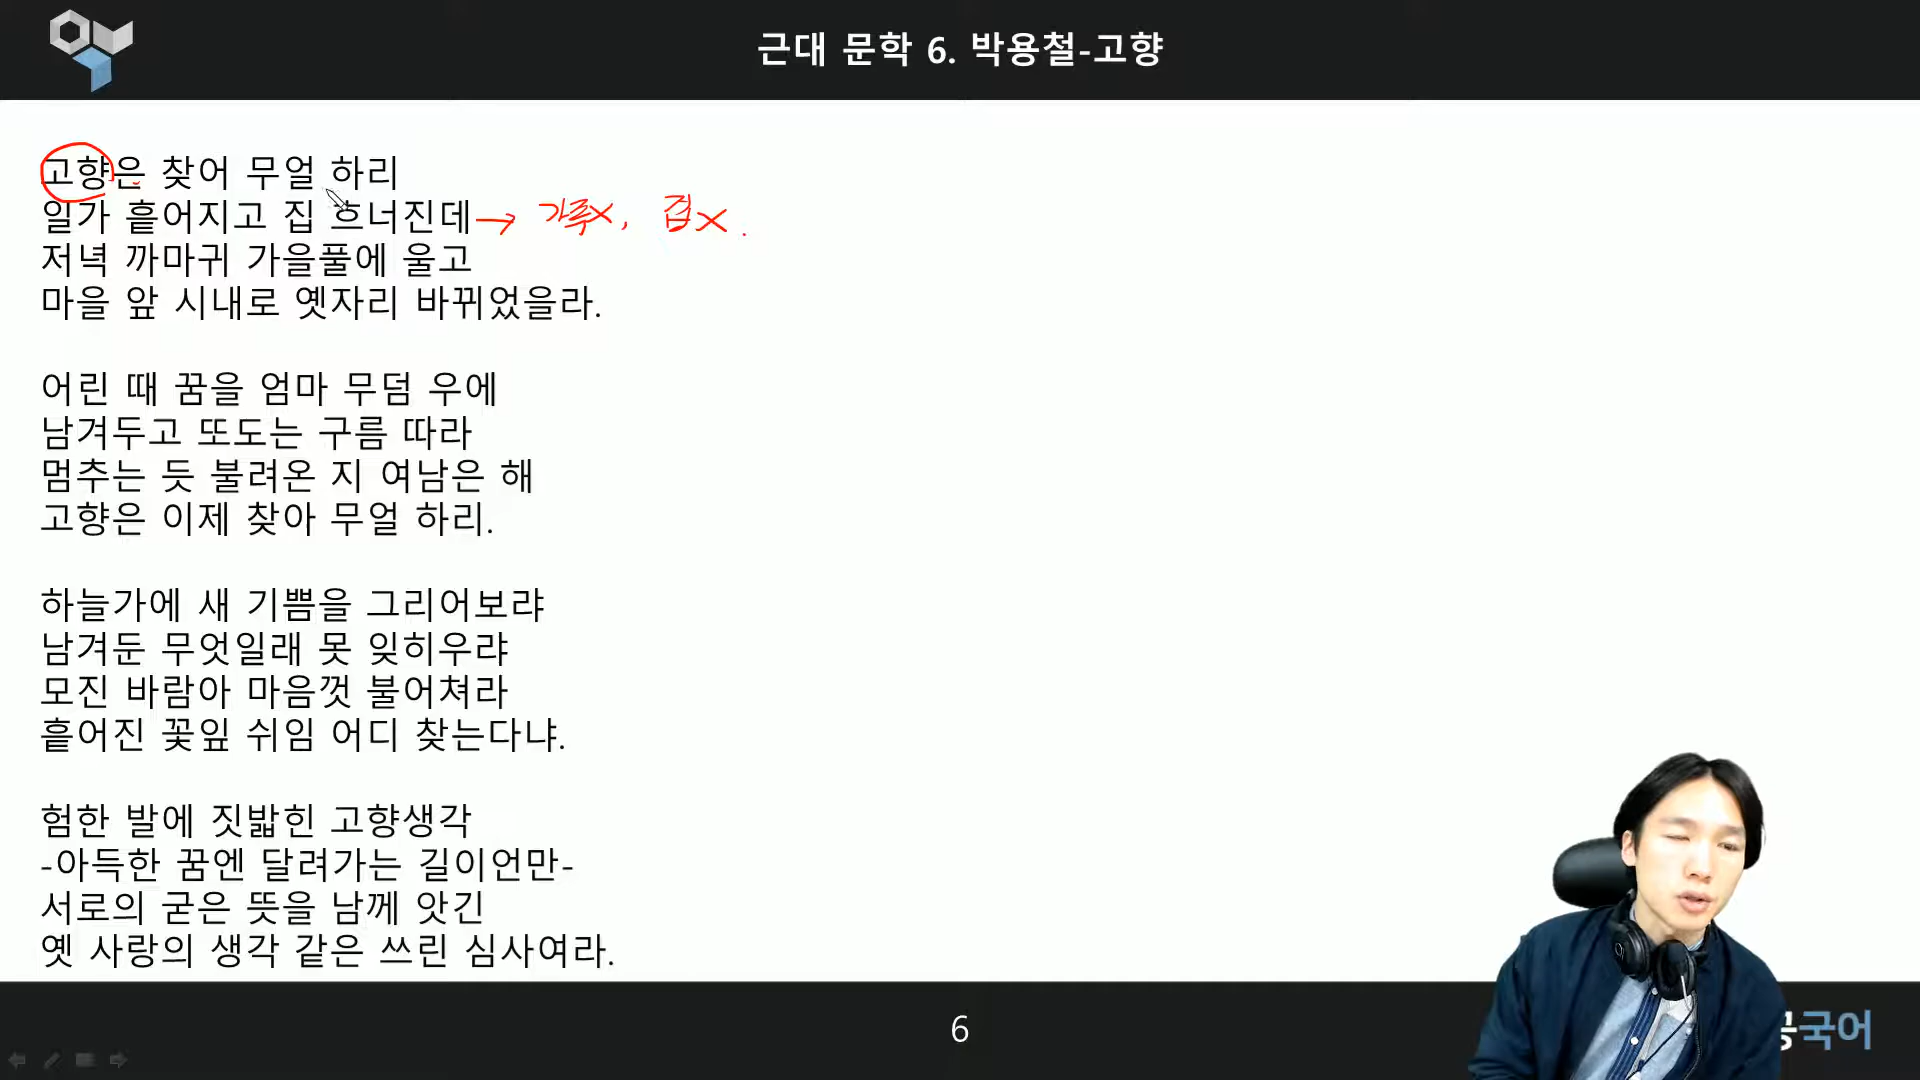 근대 문학 6. 박용철-고향
고향은 찾어 무얼 하리
일가 흩어지고 집 흐너진데 → 가족X, 집X.
저녁 까마귀 가을풀에 울고
마을 앞 시내로 옛자리 바뀌었을라.
어린 때 꿈을 엄마 무덤 우에
남겨두고 또도는 구름 따라
멈추는 듯 불려온 지 여남은 해
고향은 이제 찾아 무얼 하리.
하늘가에 새 기쁨을 그리어보랴
남겨둔 무엇일래 못 잊히우랴
모진 바람아 마음껏 불어쳐라
흩어진 꽃잎 쉬임 어디 찾는다냐.
험한 발에 짓밟힌 고향생각
-아득한 꿈엔 달려가는 길이언만-
서로의 굳은 뜻을 남께 앗긴
옛 사랑의 생각 같은 쓰린 심사여라.
6
국어